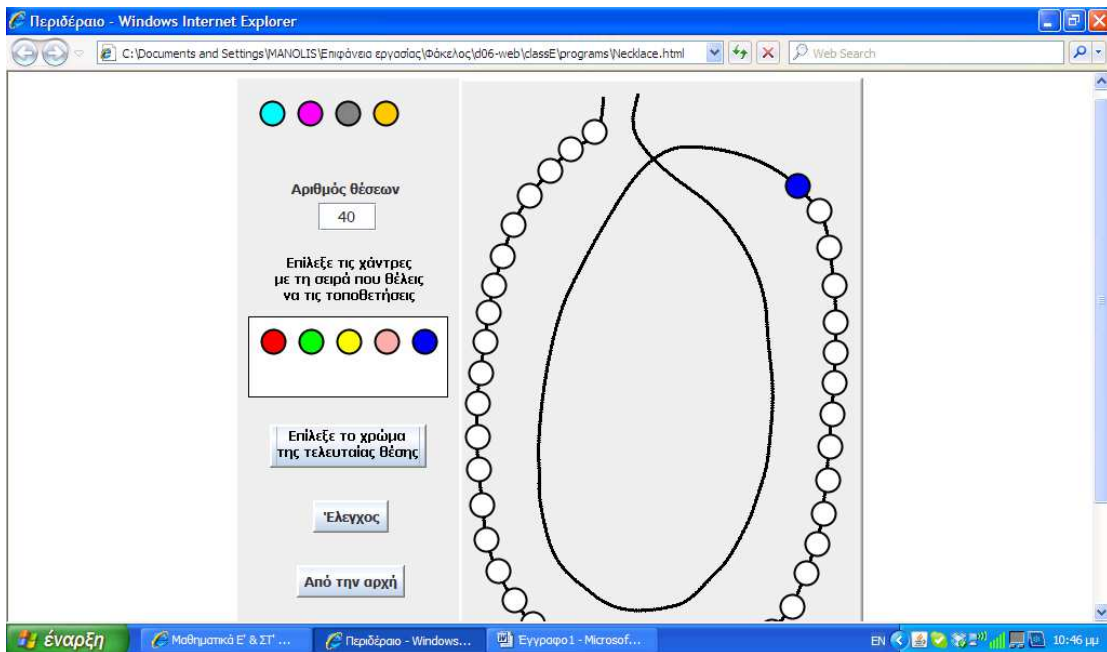 Περιδέραιο - Windows Internet Explorer
C:\Documents and Settings\MANOLIS\Επιφάνεια εργασίας\Φάκελος\d06-web\classE\programs\Necklace.html
Web Search
Αριθμός θέσεων
40
Επίλεξε τις χάντρες
με τη σειρά που θέλεις
να τις τοποθετήσεις
Επίλεξε το χρώμα
της τελευταίας θέσης
Έλεγχος
Από την αρχή
έναρξη
Μαθηματικά Ε' & ΣΤ' ...
Περιδέραιο - Windows...
Έγγραφο1 - Microsof...
EN
10:46 μμ